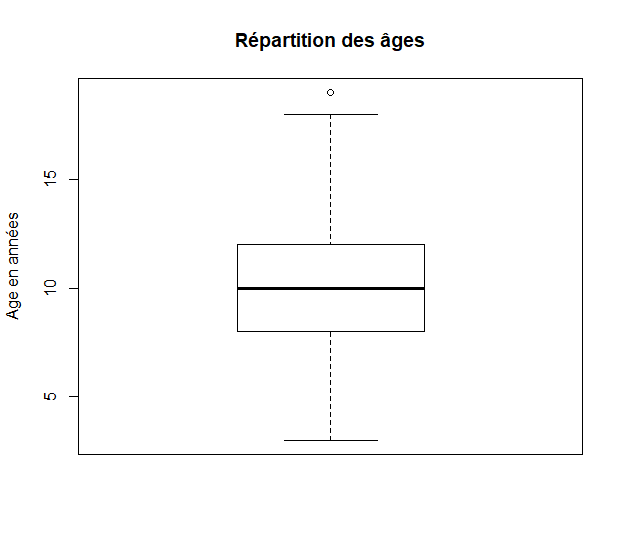 Répartition des âges
Age en années
15
10
5